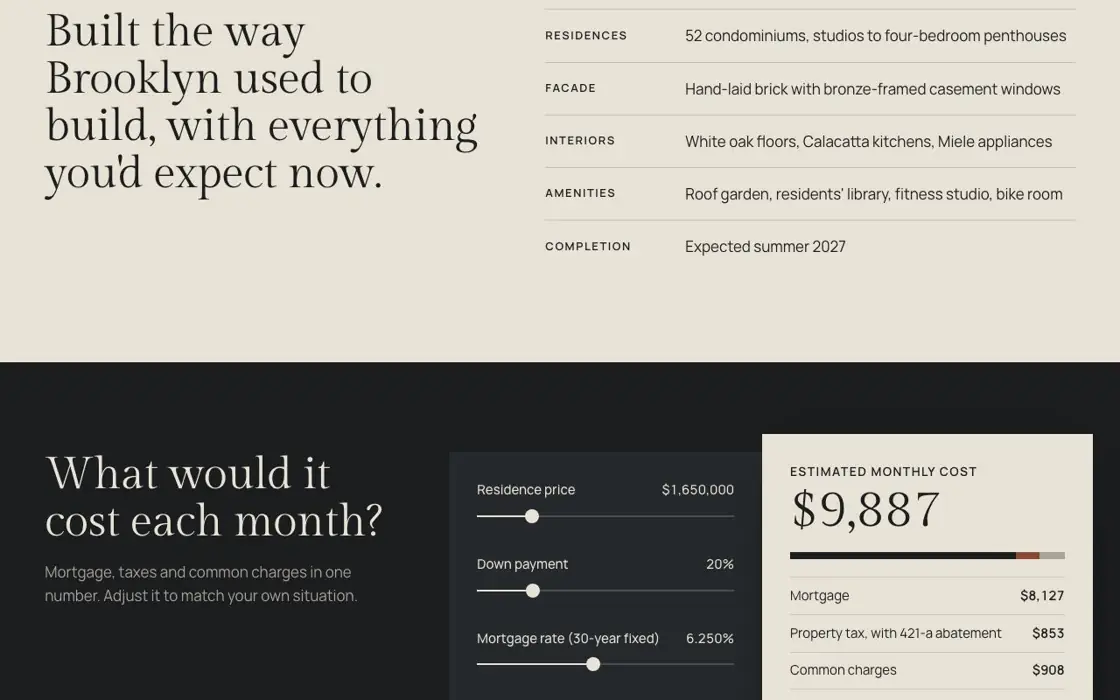 Built the way
Brooklyn used to
build, with everything
you'd expect now.
RESIDENCES 52 condominiums, studios to four-bedroom penthouses
FACADE Hand-laid brick with bronze-framed casement windows
INTERIORS White oak floors, Calacatta kitchens, Miele appliances
AMENITIES Roof garden, residents' library, fitness studio, bike room
COMPLETION Expected summer 2027
What would it
cost each month?
Mortgage, taxes and common charges in one
number. Adjust it to match your own situation.
Residence price $1,650,000
Down payment 20%
Mortgage rate (30-year fixed) 6.250%
ESTIMATED MONTHLY COST
$9,887
Mortgage $8,127
Property tax, with 421-a abatement $853
Common charges $908